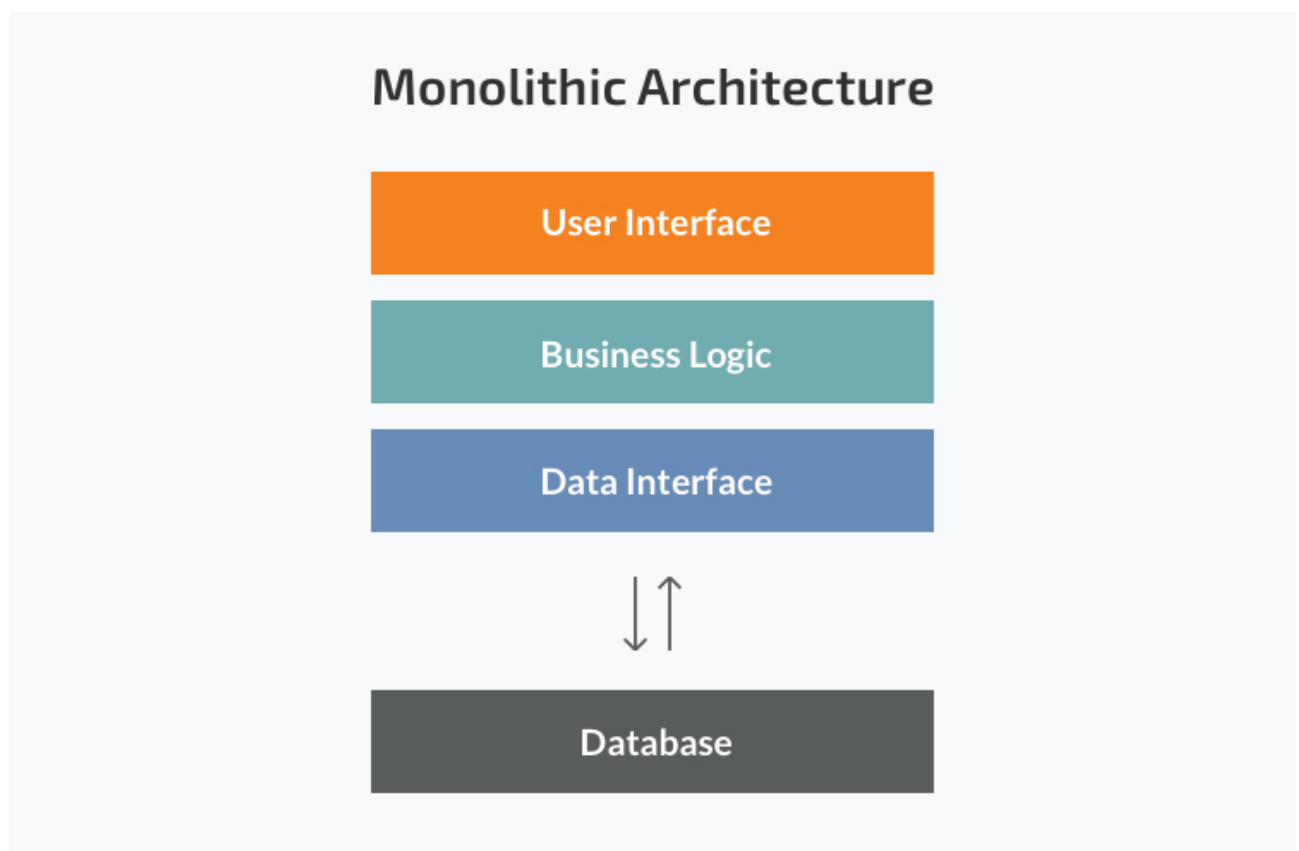 Monolithic Architecture
User Interface
Business Logic
Data Interface
Database